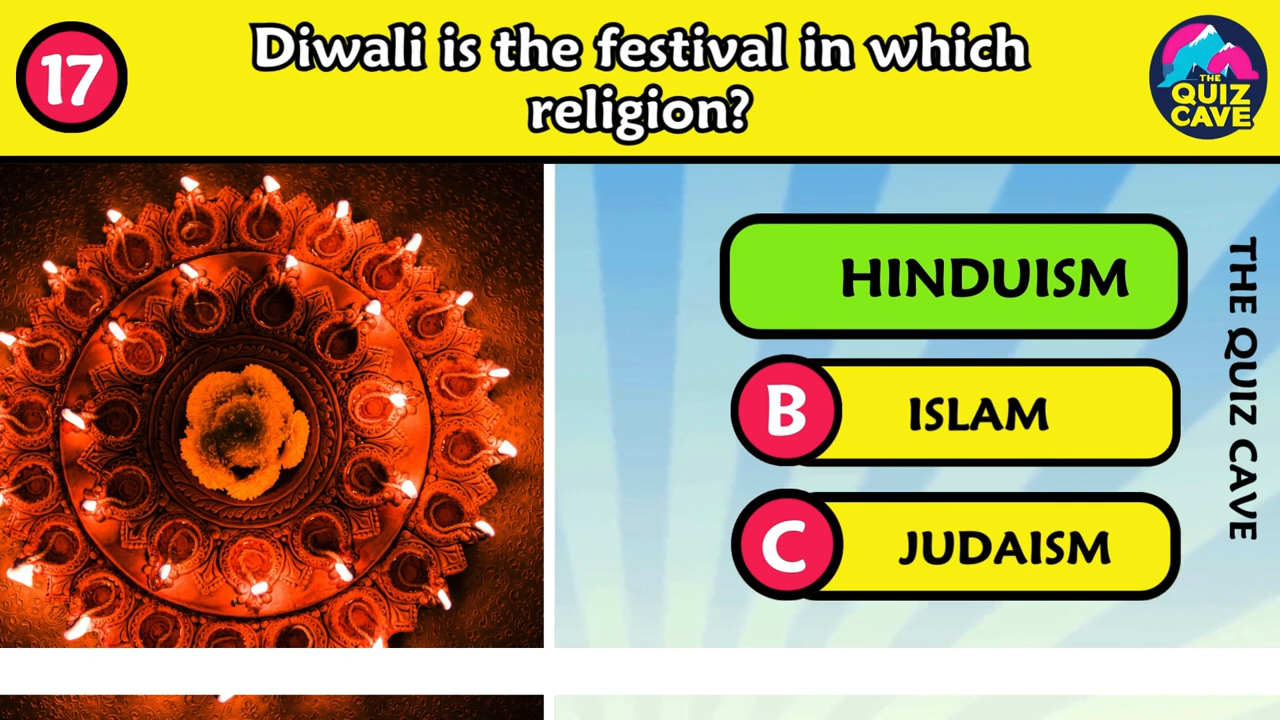 17
Diwali is the festival in which
religion?
THE
QUIZ
CAVE
HINDUISM
B
ISLAM
C
JUDAISM
THE QUIZ CAVE